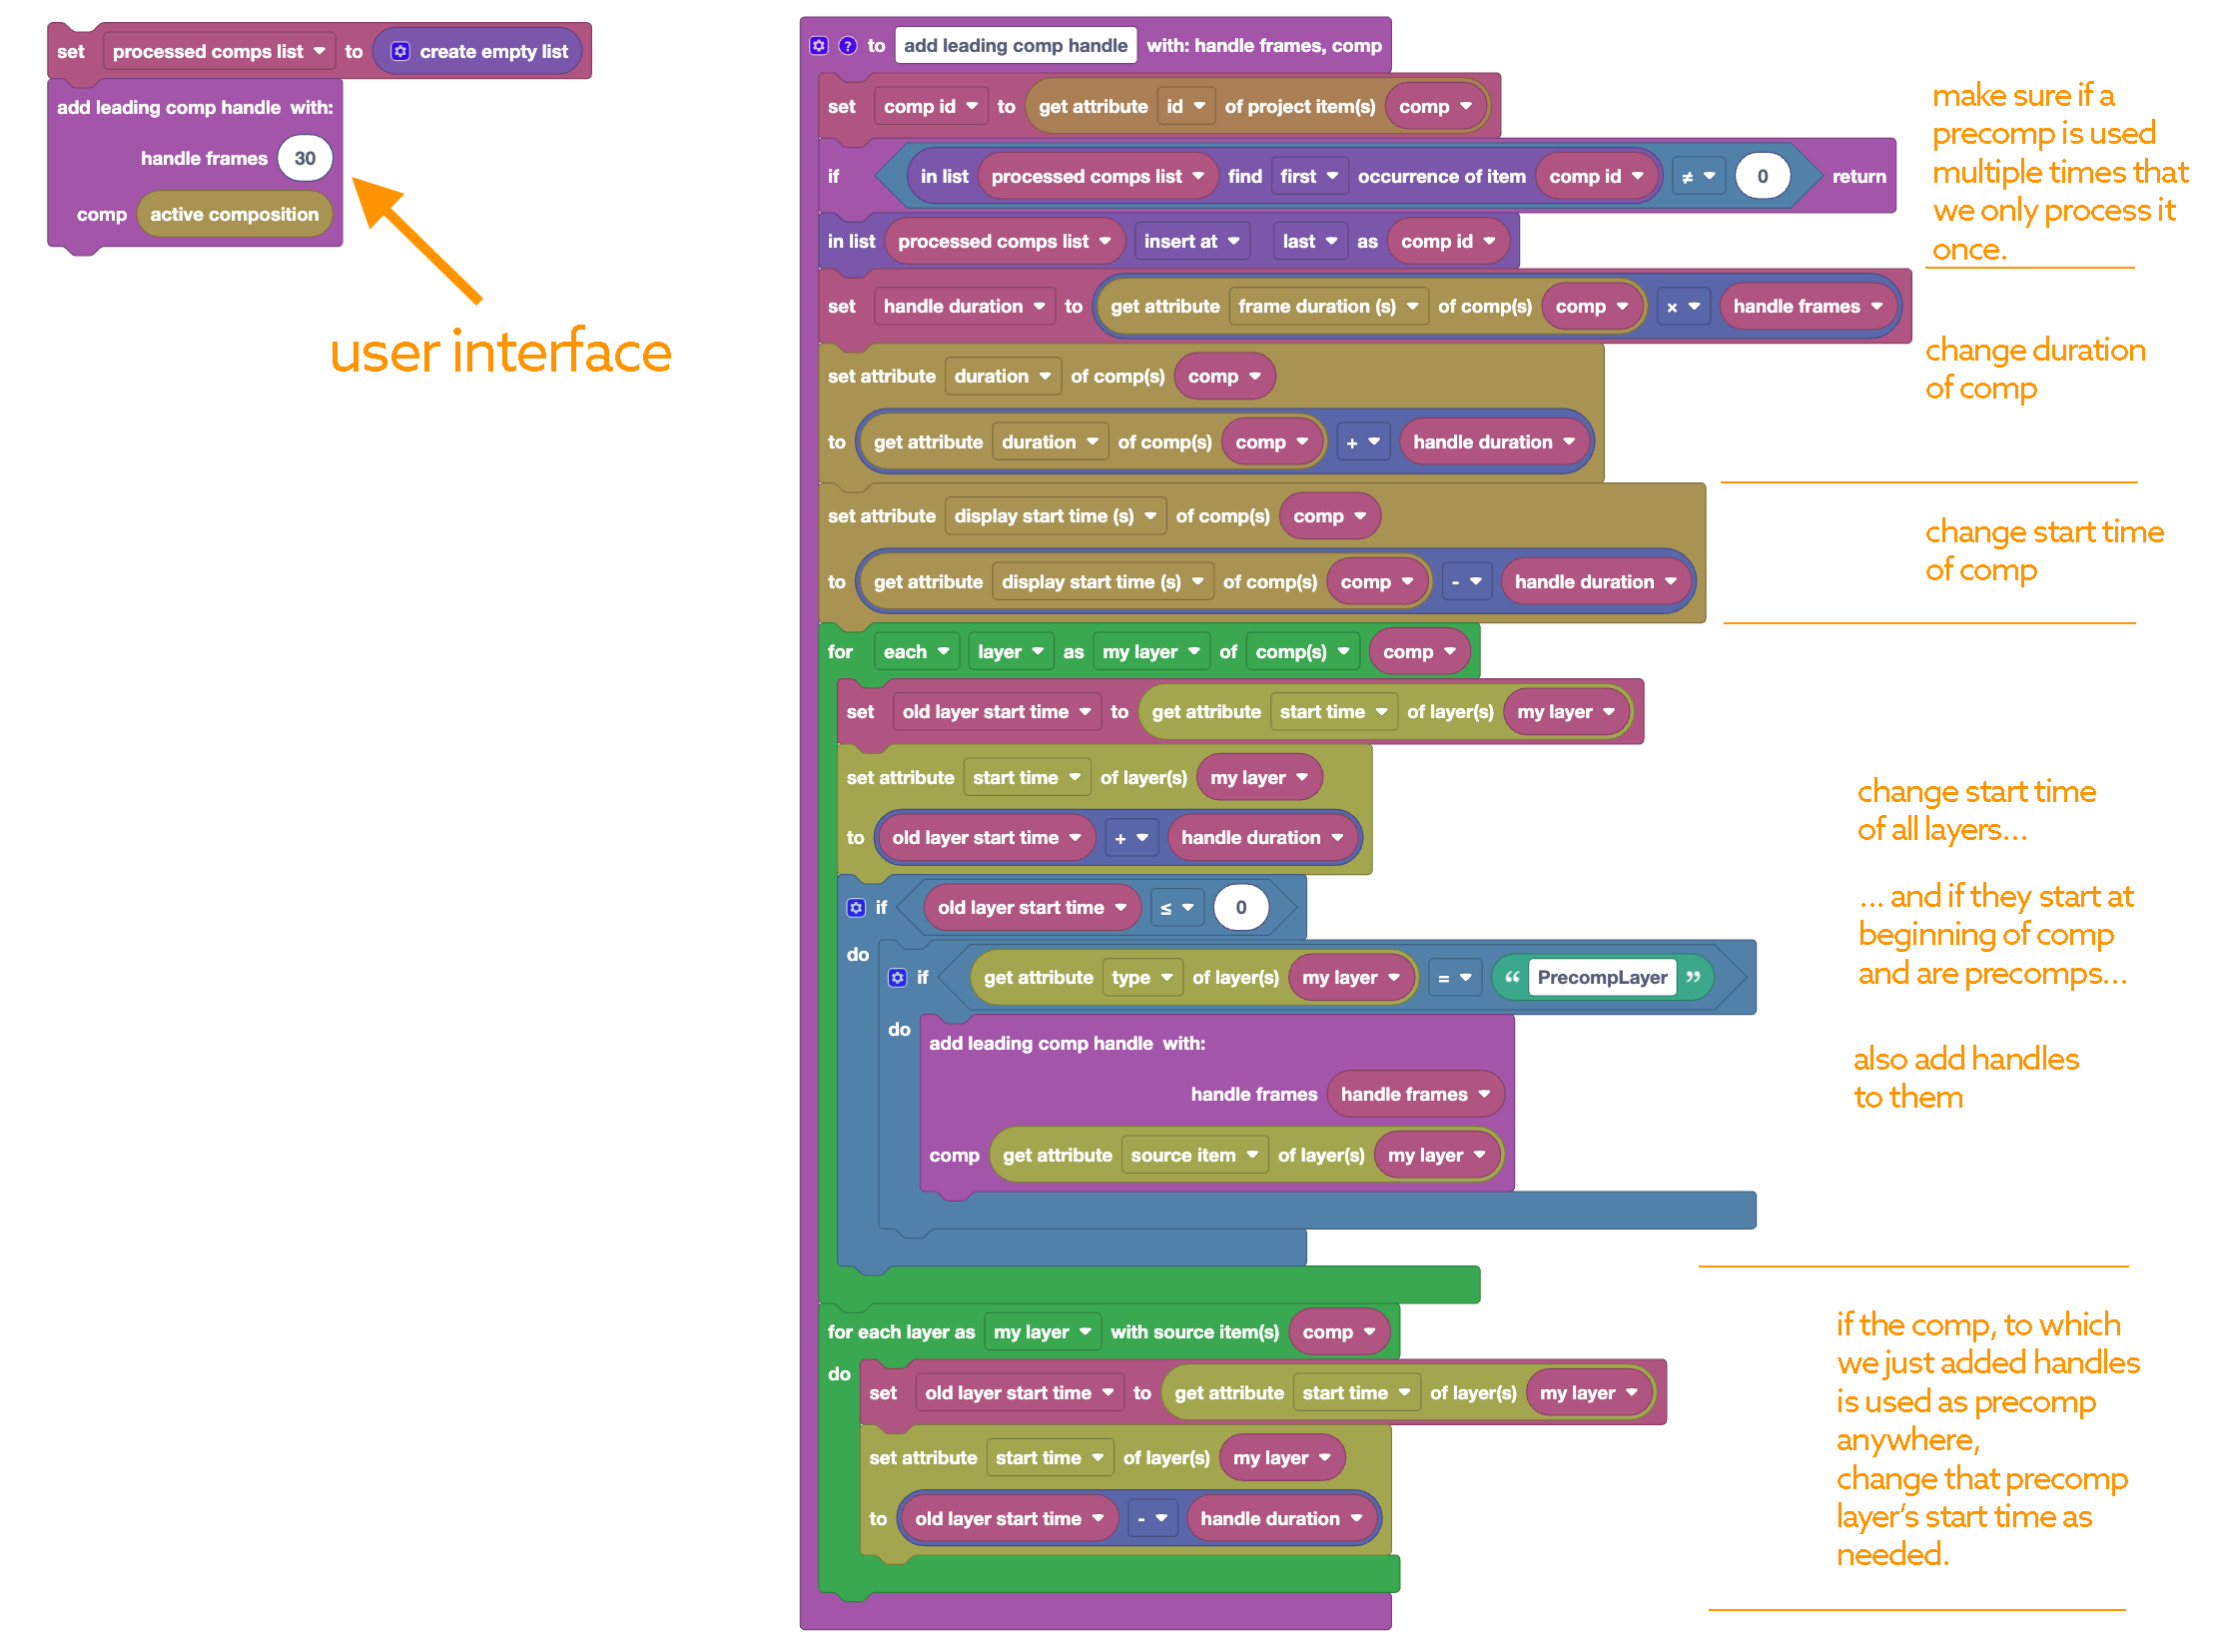 set processed comps list to create empty list
add leading comp handle with:
handle frames 30
comp active composition
user interface
? to add leading comp handle with: handle frames, comp
set comp id to get attribute id of project item(s) comp
if in list processed comps list find first occurrence of item comp id ≠ 0 return
in list processed comps list insert at last as comp id
set handle duration to get attribute frame duration (s) of comp(s) comp × handle frames
set attribute duration of comp(s) comp
to get attribute duration of comp(s) comp + handle duration
set attribute display start time (s) of comp(s) comp
to get attribute display start time (s) of comp(s) comp - handle duration
for each layer as my layer of comp(s) comp
set old layer start time to get attribute start time of layer(s) my layer
set attribute start time of layer(s) my layer
to old layer start time + handle duration
if old layer start time ≤ 0
do if get attribute type of layer(s) my layer = “ PrecompLayer ”
do add leading comp handle with:
handle frames handle frames
comp get attribute source item of layer(s) my layer
for each layer as my layer with source item(s) comp
do set old layer start time to get attribute start time of layer(s) my layer
set attribute start time of layer(s) my layer
to old layer start time - handle duration
make sure if a
precomp is used
multiple times that
we only process it
once.
change duration
of comp
change start time
of comp
change start time
of all layers...
... and if they start at
beginning of comp
and are precomps...
also add handles
to them
if the comp, to which
we just added handles
is used as precomp
anywhere,
change that precomp
layer's start time as
needed.